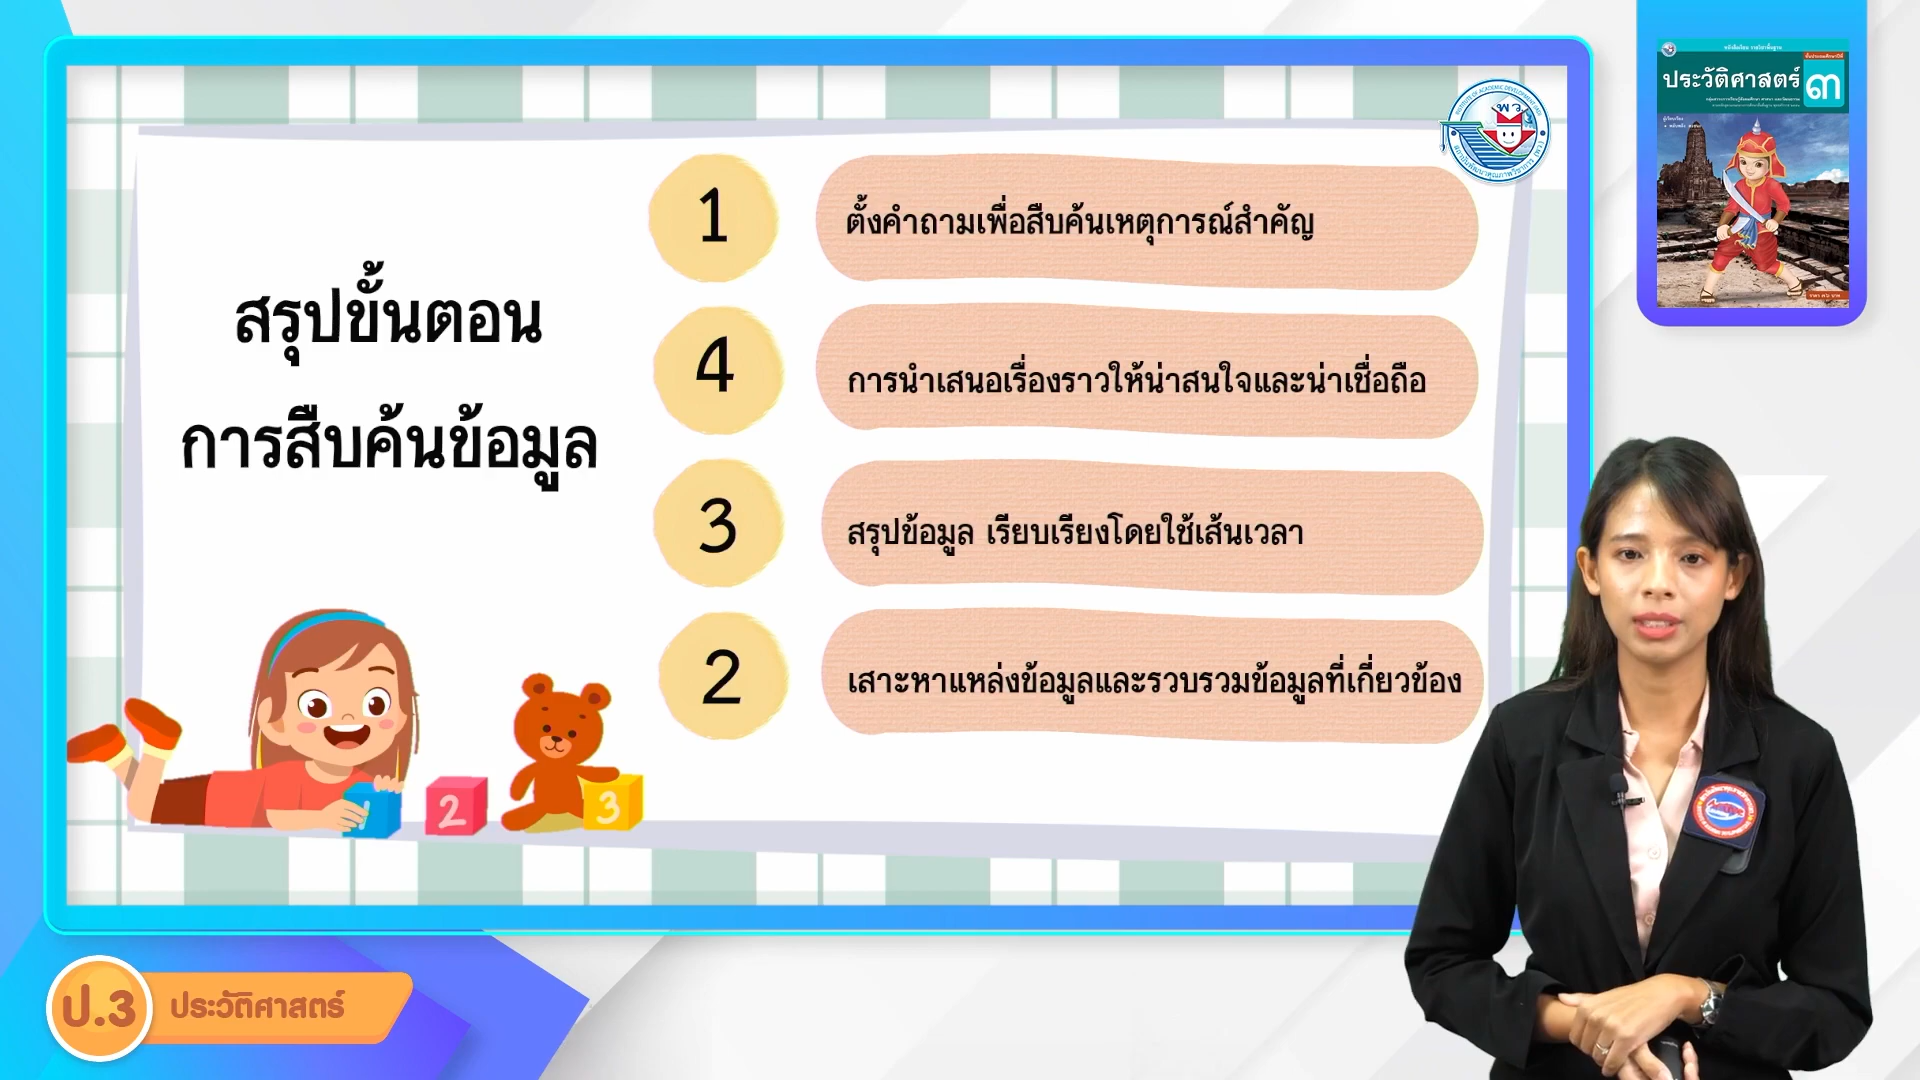 สรุปขั้นตอน
การสืบค้นข้อมูล
1
ตั้งคำถามเพื่อสืบค้นเหตุการณ์สำคัญ
4
การนำเสนอเรื่องราวให้น่าสนใจและน่าเชื่อถือ
3
สรุปข้อมูล เรียบเรียงโดยใช้เส้นเวลา
2
เสาะหาแหล่งข้อมูลและรวบรวมข้อมูลที่เกี่ยวข้อง
1
2
3
พว.
ประวัติศาสตร์
๓
ป.3
ประวัติศาสตร์